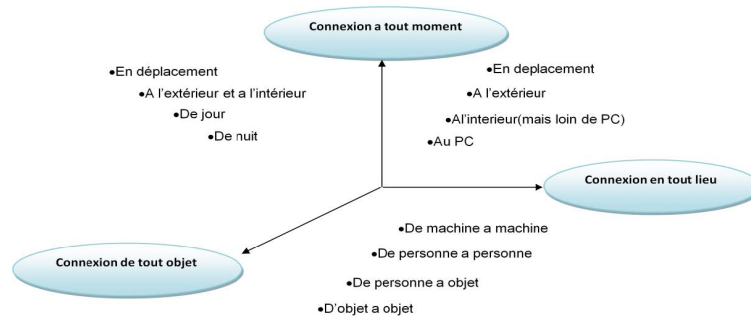 Connexion a tout moment
•En déplacement
•A l'extérieur et a l'intérieur
•De jour
•De nuit
•En deplacement
•A l'extérieur
•Al'interieur(mais loin de PC)
•Au PC
Connexion en tout lieu
•De machine a machine
•De personne a personne
•De personne a objet
•D'objet a objet
Connexion de tout objet